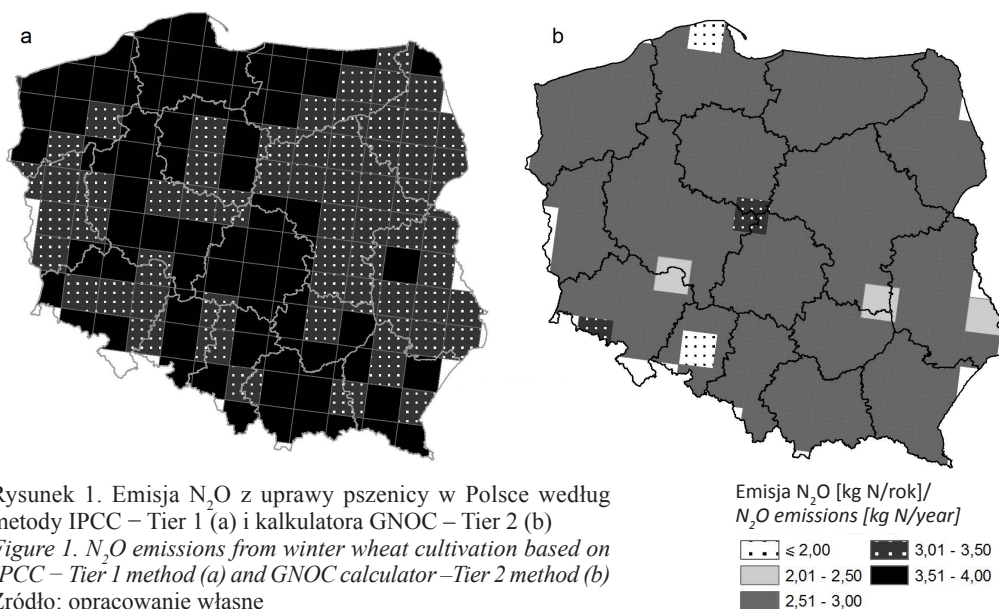 a
b
Rysunek 1. Emisja N₂O z uprawy pszenicy w Polsce według
metody IPCC − Tier 1 (a) i kalkulatora GNOC – Tier 2 (b)
Figure 1. N₂O emissions from winter wheat cultivation based on
IPCC − Tier 1 method (a) and GNOC calculator –Tier 2 method (b)
Źródło: opracowanie własne
Emisja N₂O [kg N/rok]/
N₂O emissions [kg N/year]
≤ 2,00
3,01 - 3,50
2,01 - 2,50
3,51 - 4,00
2,51 - 3,00